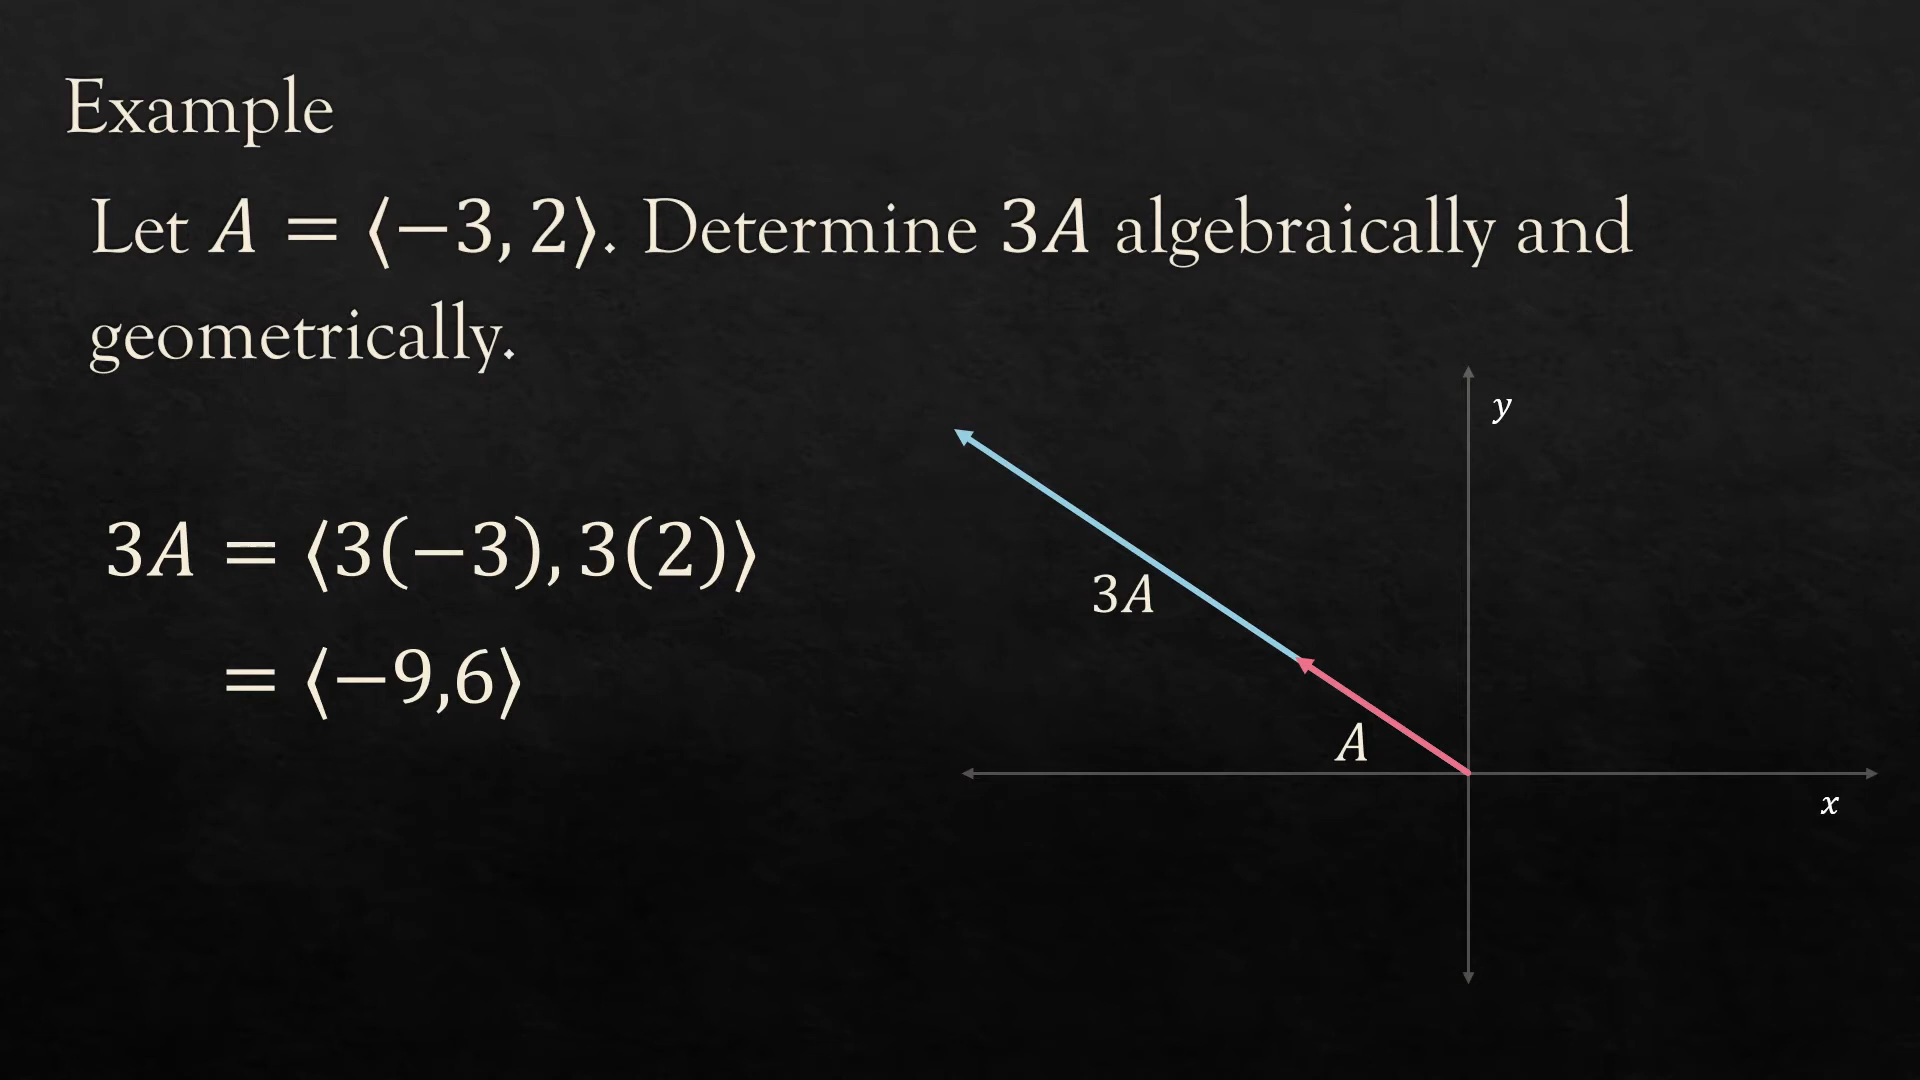 Example
Let A = ⟨−3, 2⟩. Determine 3A algebraically and
geometrically.
y
3A = ⟨3(−3), 3(2)⟩
3A
= ⟨−9,6⟩
A
x